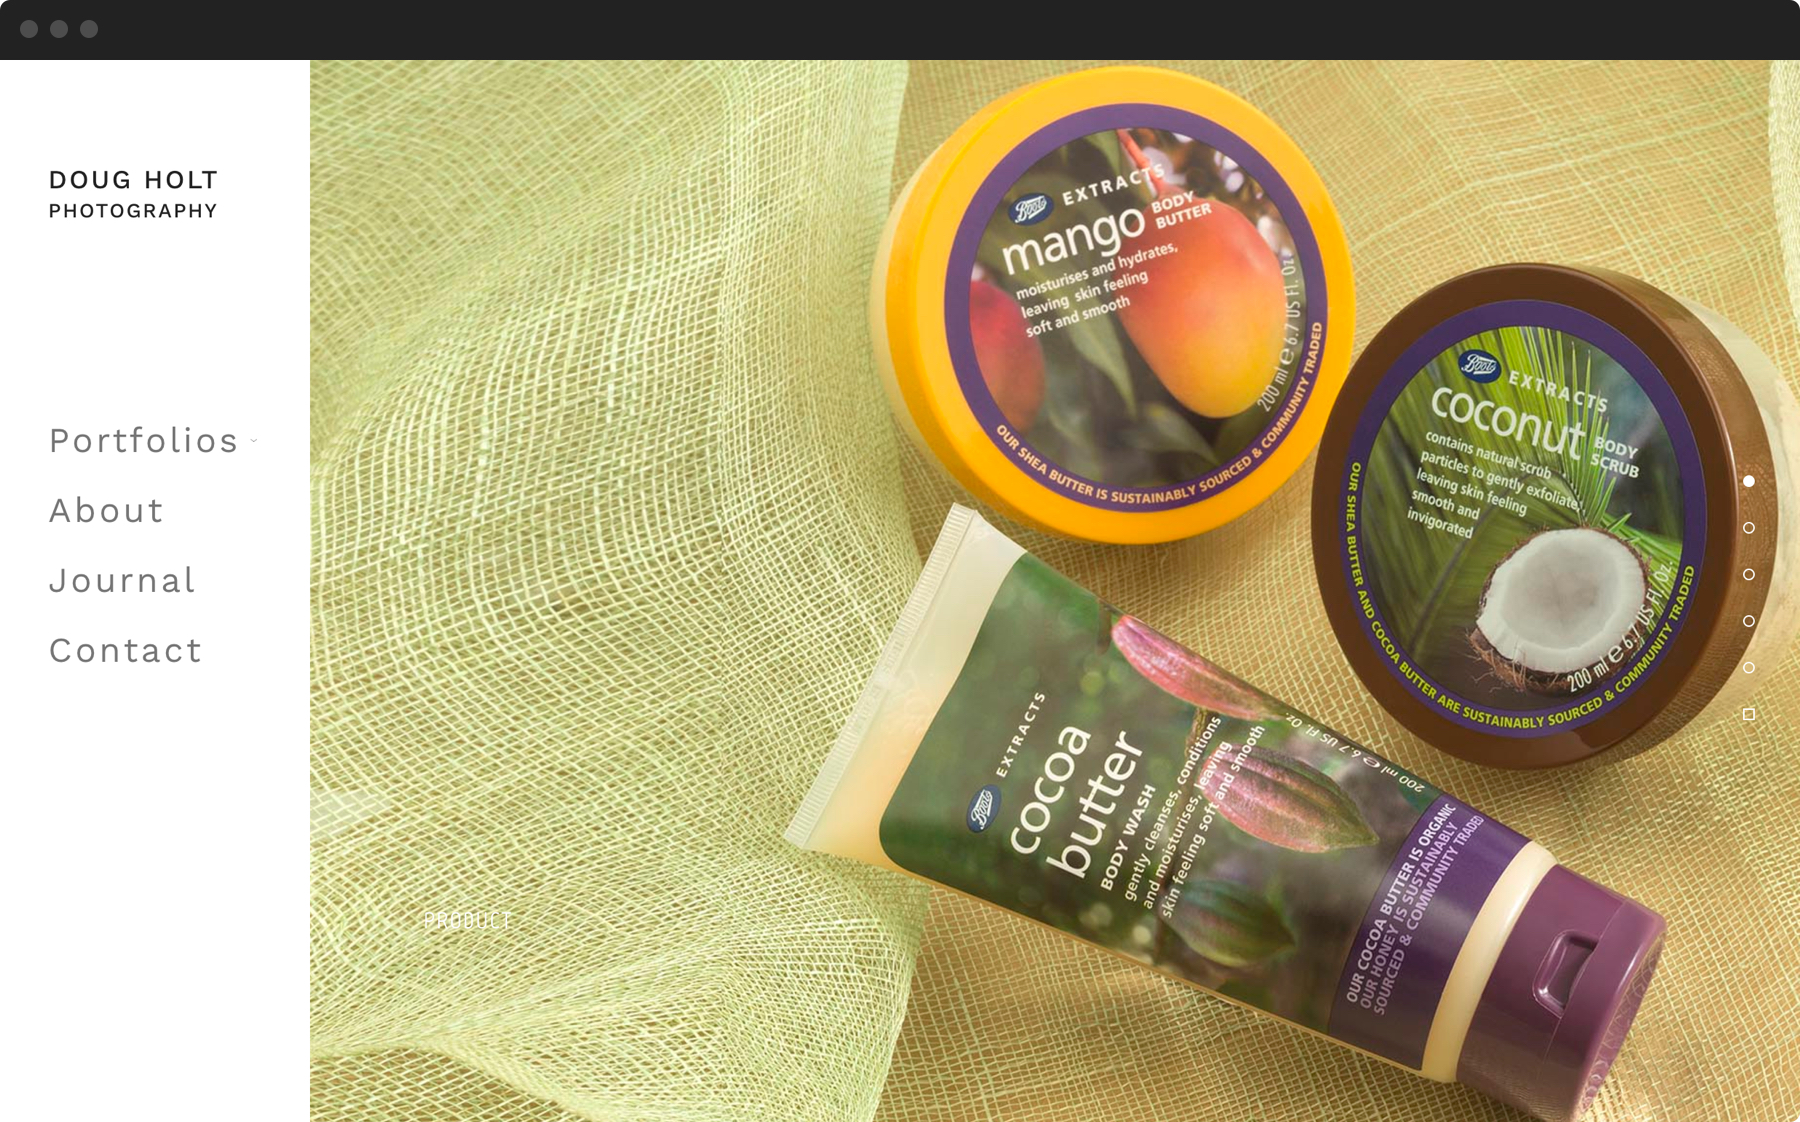 DOUG HOLT
PHOTOGRAPHY
Portfolios
About
Journal
Contact
Boots EXTRACTS
mango BODY BUTTER
moisturises and hydrates,
leaving skin feeling
soft and smooth
200 ml e 6.7 US Fl. Oz
OUR SHEA BUTTER IS SUSTAINABLY SOURCED & COMMUNITY TRADED
Boots EXTRACTS
coconut BODY SCRUB
contains natural scrub
particles to gently exfoliate,
leaving skin feeling
smooth and
invigorated
200 ml e 6.7 US Fl. Oz.
OUR SHEA BUTTER AND COCOA BUTTER ARE SUSTAINABLY SOURCED & COMMUNITY TRADED
Boots EXTRACTS
cocoa
butter
BODY WASH
gently cleanses, conditions
and moisturises, leaving
skin feeling soft and smooth
200 ml e 6.7 US Fl. Oz
OUR COCOA BUTTER IS ORGANIC
OUR HONEY IS SUSTAINABLY
SOURCED & COMMUNITY TRADED
PRODUCT